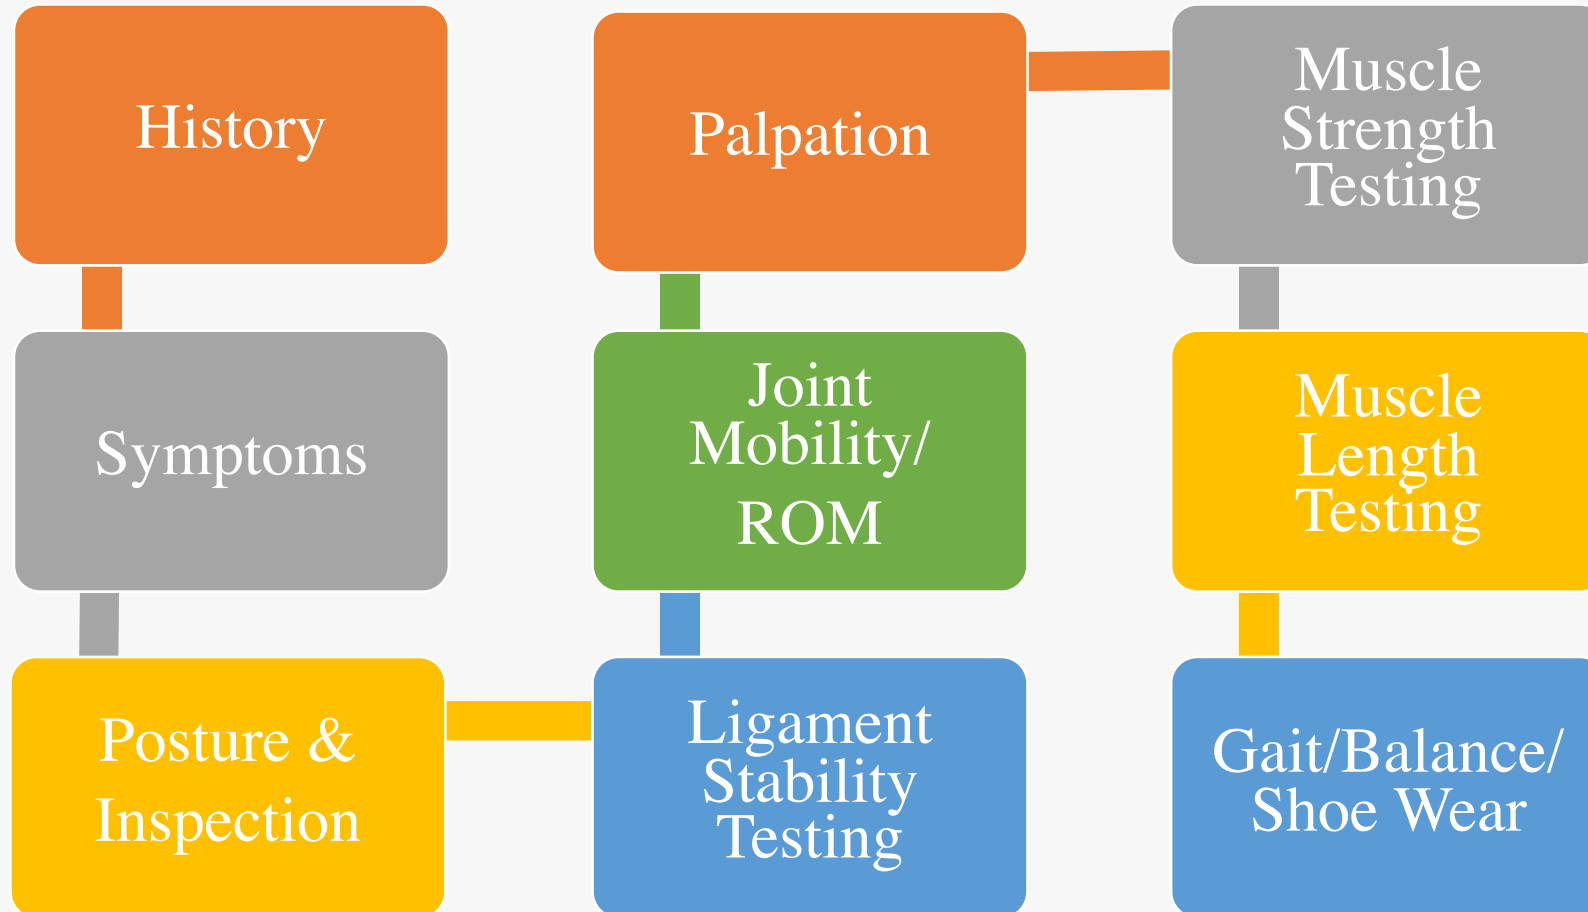 History
Symptoms
Posture &
Inspection
Ligament
Stability
Testing
Joint
Mobility/
ROM
Palpation
Muscle
Strength
Testing
Muscle
Length
Testing
Gait/Balance/
Shoe Wear